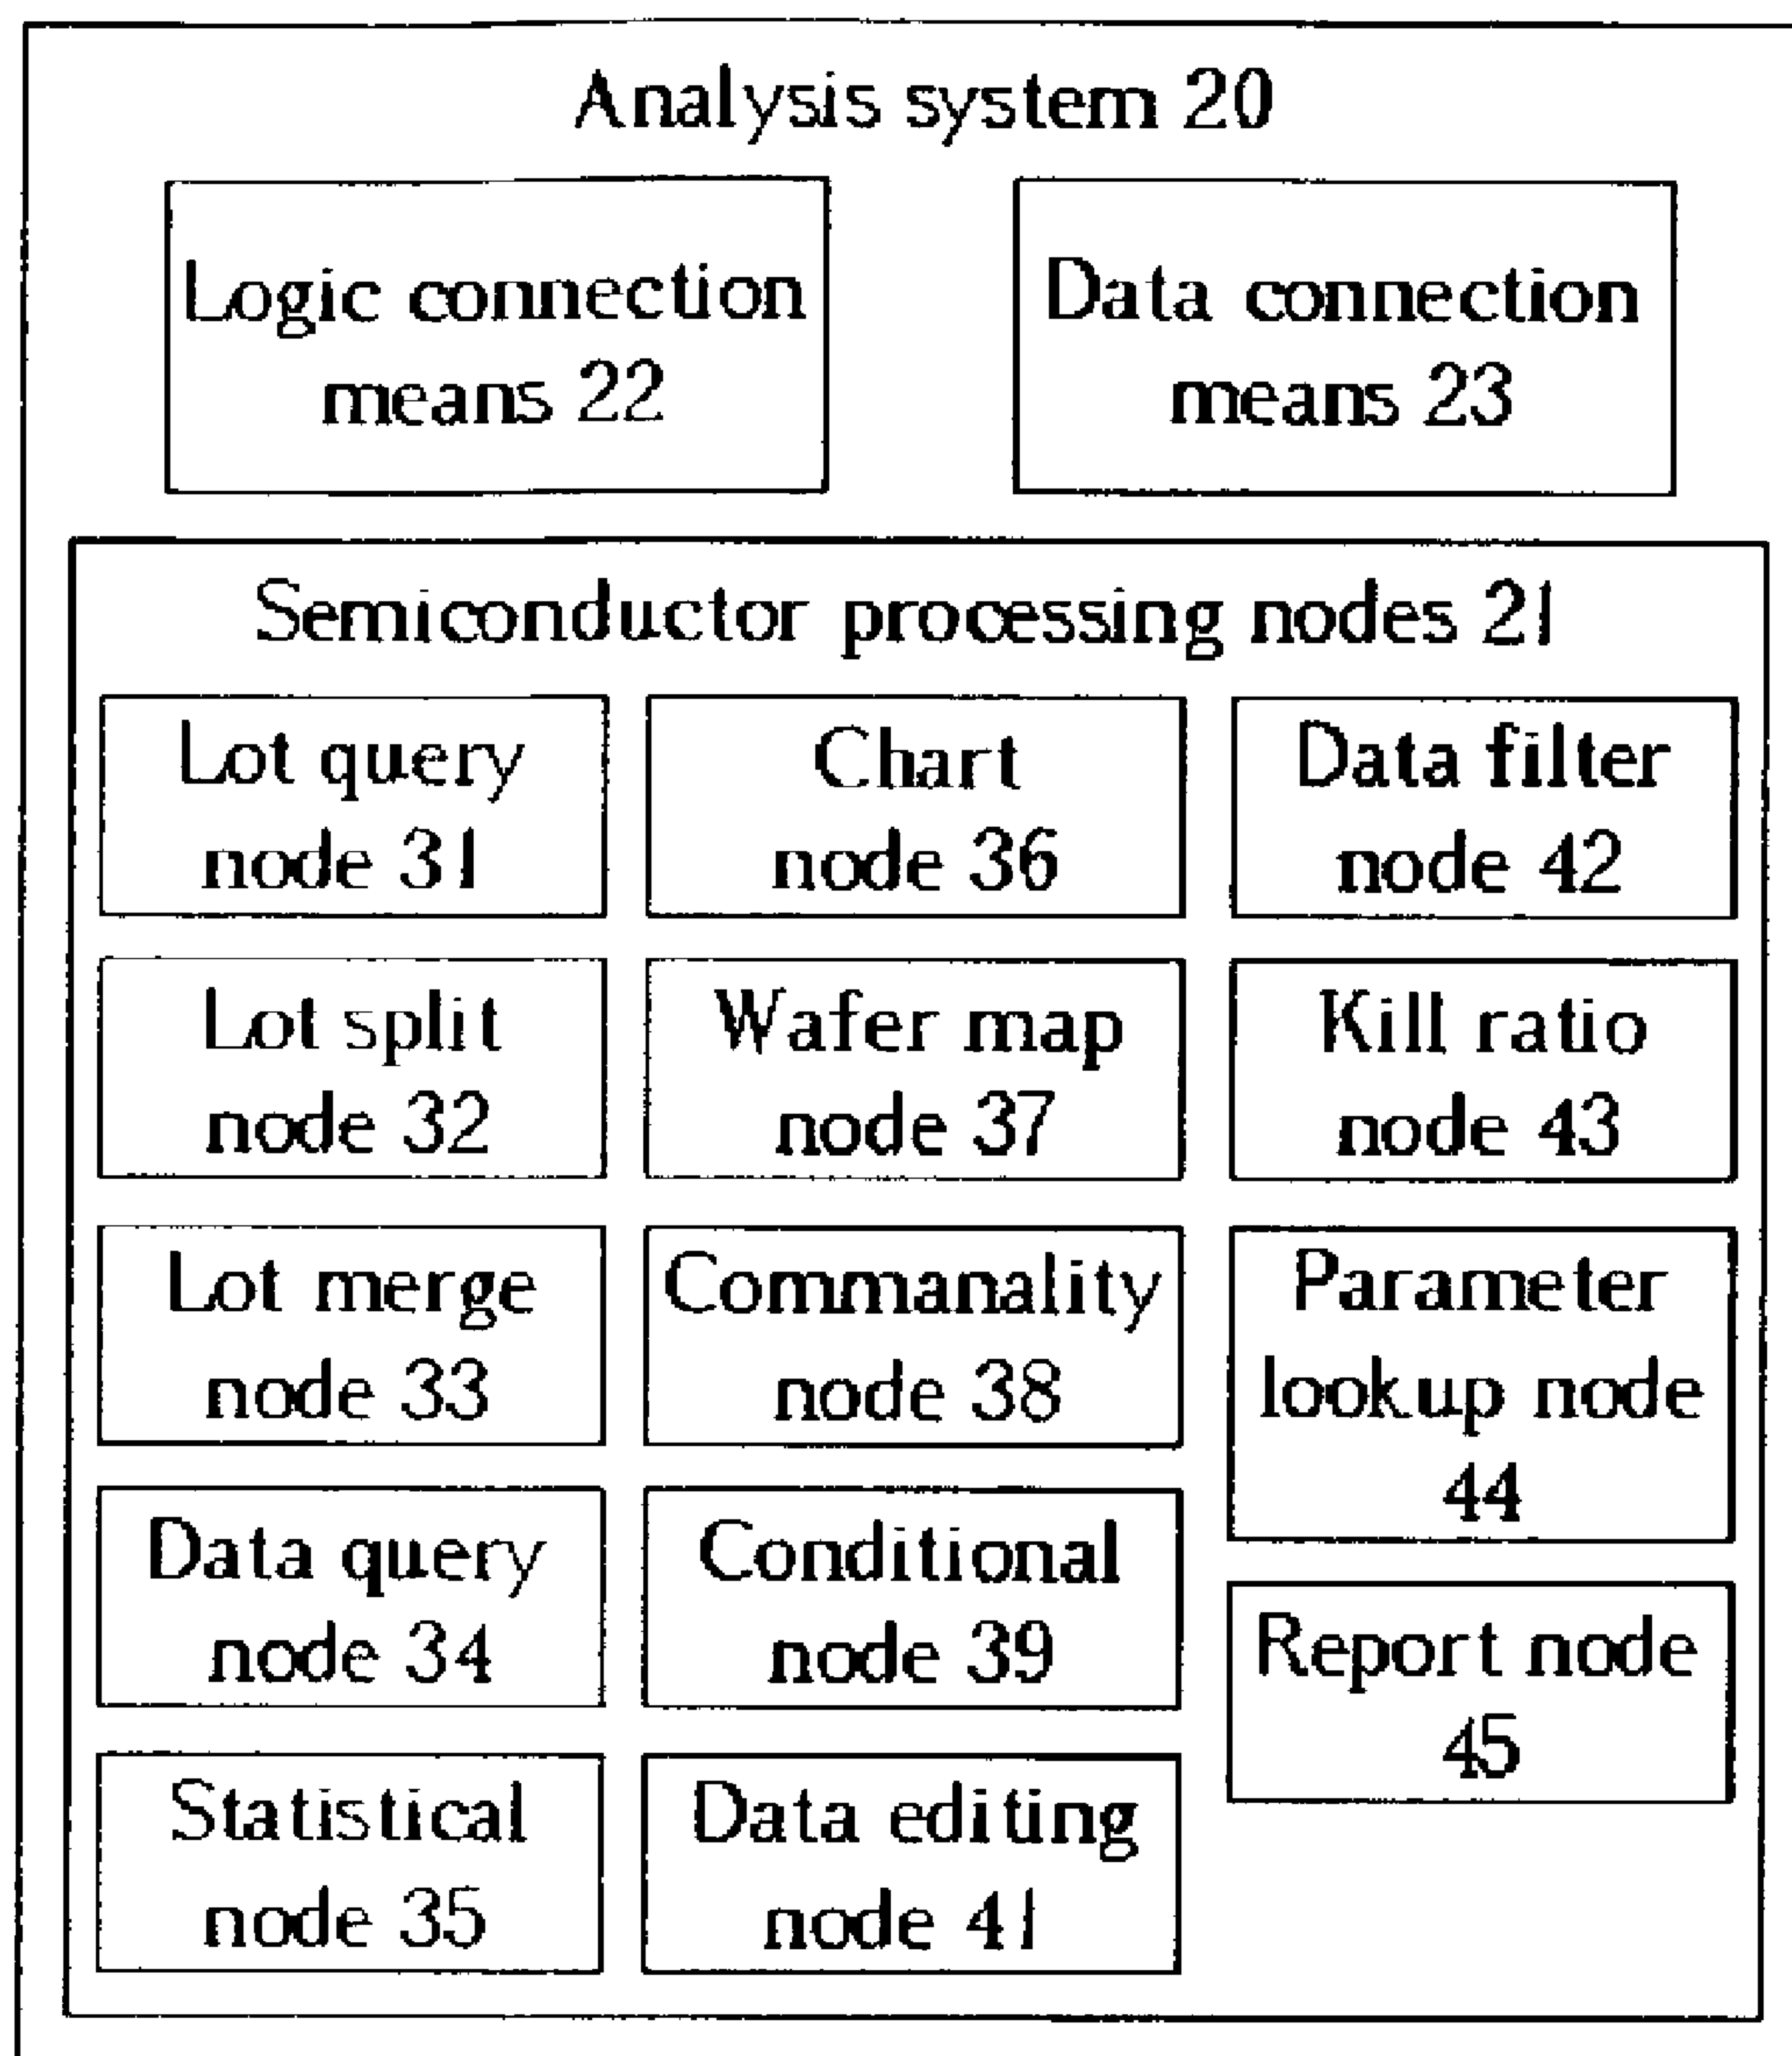 Analysis system 20
Logic connection
means 22
Data connection
means 23
Semiconductor processing nodes 21
Lot query
node 31
Chart
node 36
Data filter
node 42
Lot split
node 32
Wafer map
node 37
Kill ratio
node 43
Lot merge
node 33
Commanality
node 38
Parameter
lookup node
44
Data query
node 34
Conditional
node 39
Report node
45
Statistical
node 35
Data editing
node 41